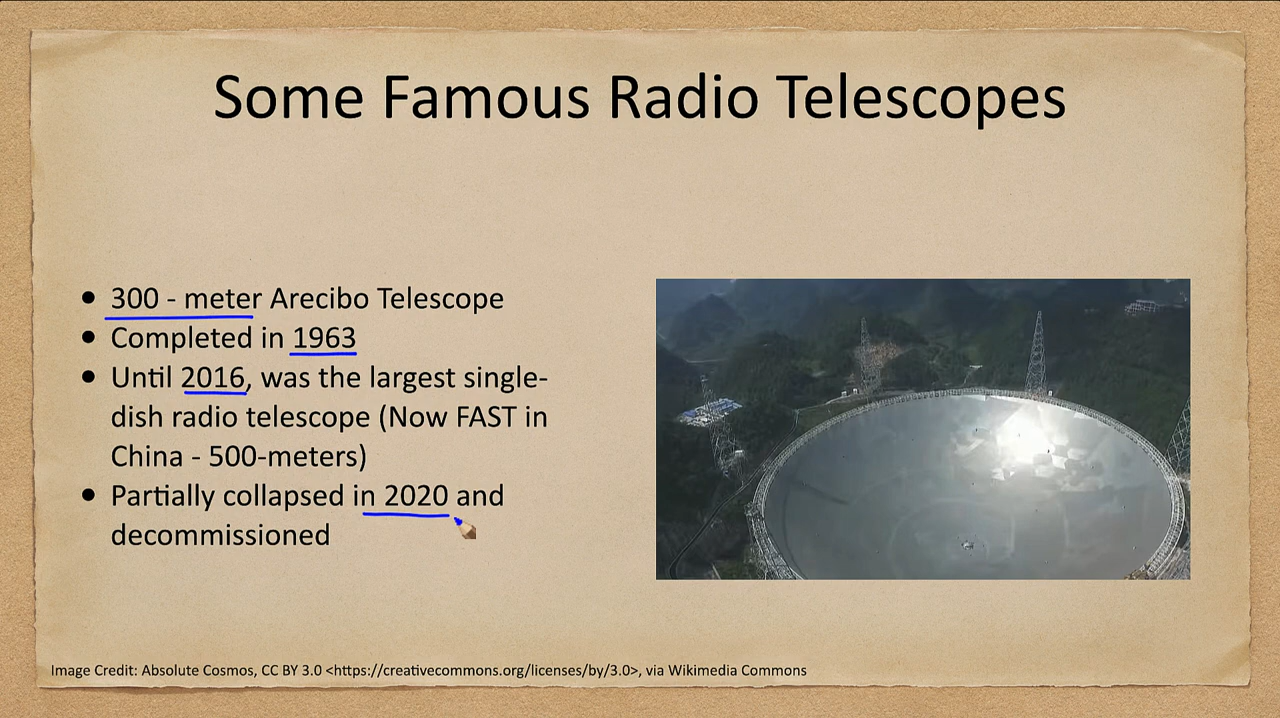 Some Famous Radio Telescopes
● 300 - meter Arecibo Telescope
● Completed in 1963
● Until 2016, was the largest single-
dish radio telescope (Now FAST in
China - 500-meters)
● Partially collapsed in 2020 and
decommissioned
Image Credit: Absolute Cosmos, CC BY 3.0 <https://creativecommons.org/licenses/by/3.0>, via Wikimedia Commons